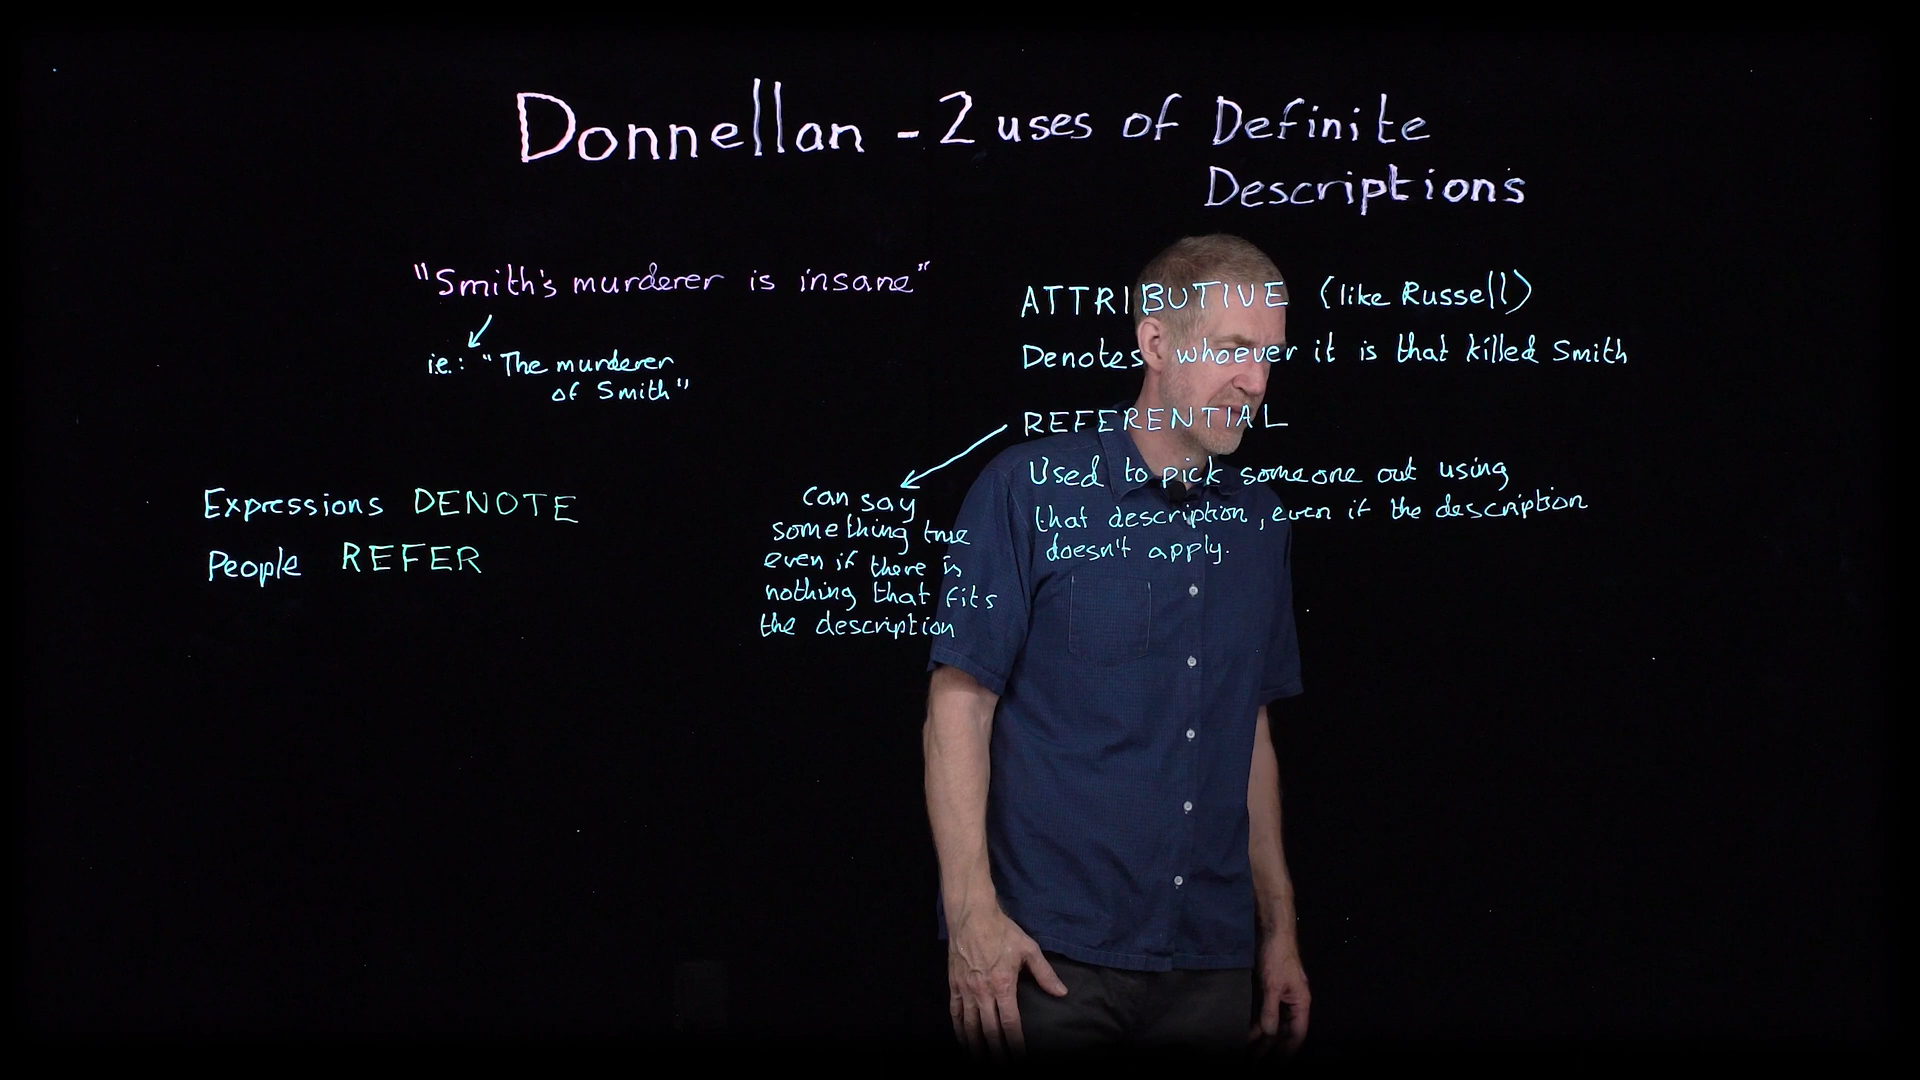 Donnellan - 2 uses of Definite
Descriptions
"Smith's murderer is insane"
i.e.: "The murderer
of Smith"
Expressions DENOTE
People REFER
ATTRIBUTIVE (like Russell)
Denotes whoever it is that killed Smith
REFERENTIAL
Used to pick someone out using
that description, even if the description
doesn't apply.
can say
something true
even if there is
nothing that fits
the description